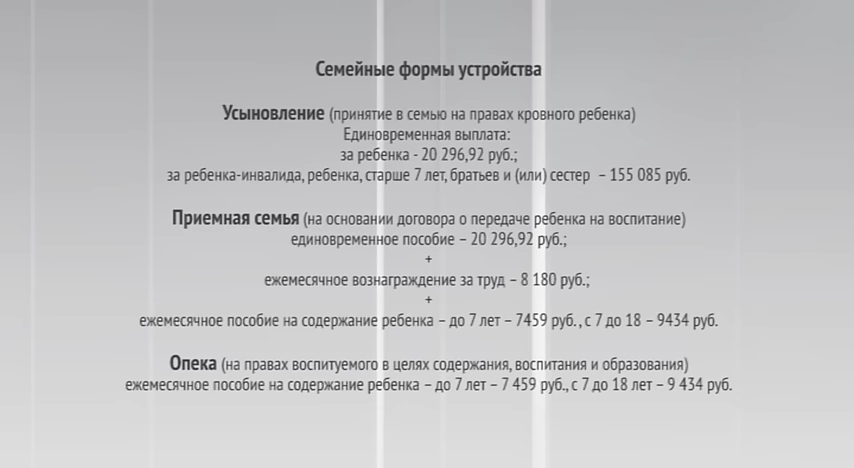 Семейные формы устройства
Усыновление (принятие в семью на правах кровного ребенка)
Единовременная выплата:
за ребенка - 20 296,92 руб.;
за ребенка-инвалида, ребенка, старше 7 лет, братьев и (или) сестер – 155 085 руб.
Приемная семья (на основании договора о передаче ребенка на воспитание)
единовременное пособие – 20 296,92 руб.;
+
ежемесячное вознаграждение за труд – 8 180 руб.;
+
ежемесячное пособие на содержание ребенка – до 7 лет – 7459 руб., с 7 до 18 – 9434 руб.
Опека (на правах воспитуемого в целях содержания, воспитания и образования)
ежемесячное пособие на содержание ребенка – до 7 лет – 7 459 руб., с 7 до 18 лет – 9 434 руб.